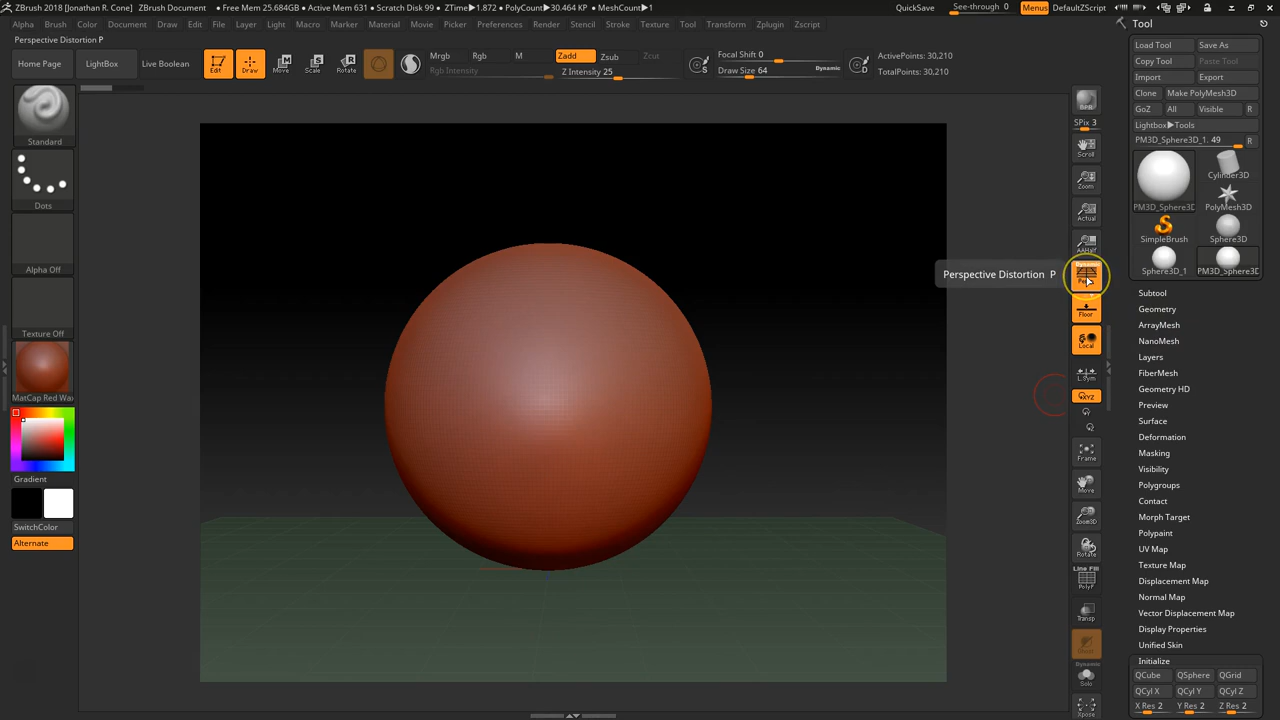 ZBrush 2018 [Jonathan R. Cone]   ZBrush Document   • Free Mem 25.684GB • Active Mem 631 • Scratch Disk 99 • ZTime▶1.872 • PolyCount▶30.464 KP • MeshCount▶1
QuickSave See-through 0 Menus DefaultZScript
Alpha Brush Color Document Draw Edit File Layer Light Macro Marker Material Movie Picker Preferences Render Stencil Stroke Texture Tool Transform Zplugin Zscript
Perspective Distortion P
Home Page LightBox Live Boolean
Edit Draw Move Scale Rotate
Mrgb Rgb M
Rgb Intensity
Zadd Zsub Zcut
Z Intensity 25
Focal Shift 0
Draw Size 64 Dynamic
ActivePoints: 30,210
TotalPoints: 30,210
Standard
Dots
Alpha Off
Texture Off
MatCap Red Wax
Gradient
SwitchColor
Alternate
Perspective Distortion P
BPR
SPix 3
Scroll
Zoom
Actual
AAHalf
Dynamic
Floor
Local
L.Sym
XYZ
Frame
Move
Zoom3D
Rotate
Line Fill
PolyF
Transp
Dynamic
Solo
Xpose
Tool
Load Tool Save As
Copy Tool Paste Tool
Import Export
Clone Make PolyMesh3D
GoZ All Visible R
Lightbox▶Tools
PM3D_Sphere3D_1. 49 R
PM3D_Sphere3D
Cylinder3D
PolyMesh3D
SimpleBrush Sphere3D
Sphere3D_1 PM3D_Sphere3D
Subtool
Geometry
ArrayMesh
NanoMesh
Layers
FiberMesh
Geometry HD
Preview
Surface
Deformation
Masking
Visibility
Polygroups
Contact
Morph Target
Polypaint
UV Map
Texture Map
Displacement Map
Normal Map
Vector Displacement Map
Display Properties
Unified Skin
Initialize
QCube QSphere QGrid
QCyl X QCyl Y QCyl Z
X Res 2 Y Res 2 Z Res 2